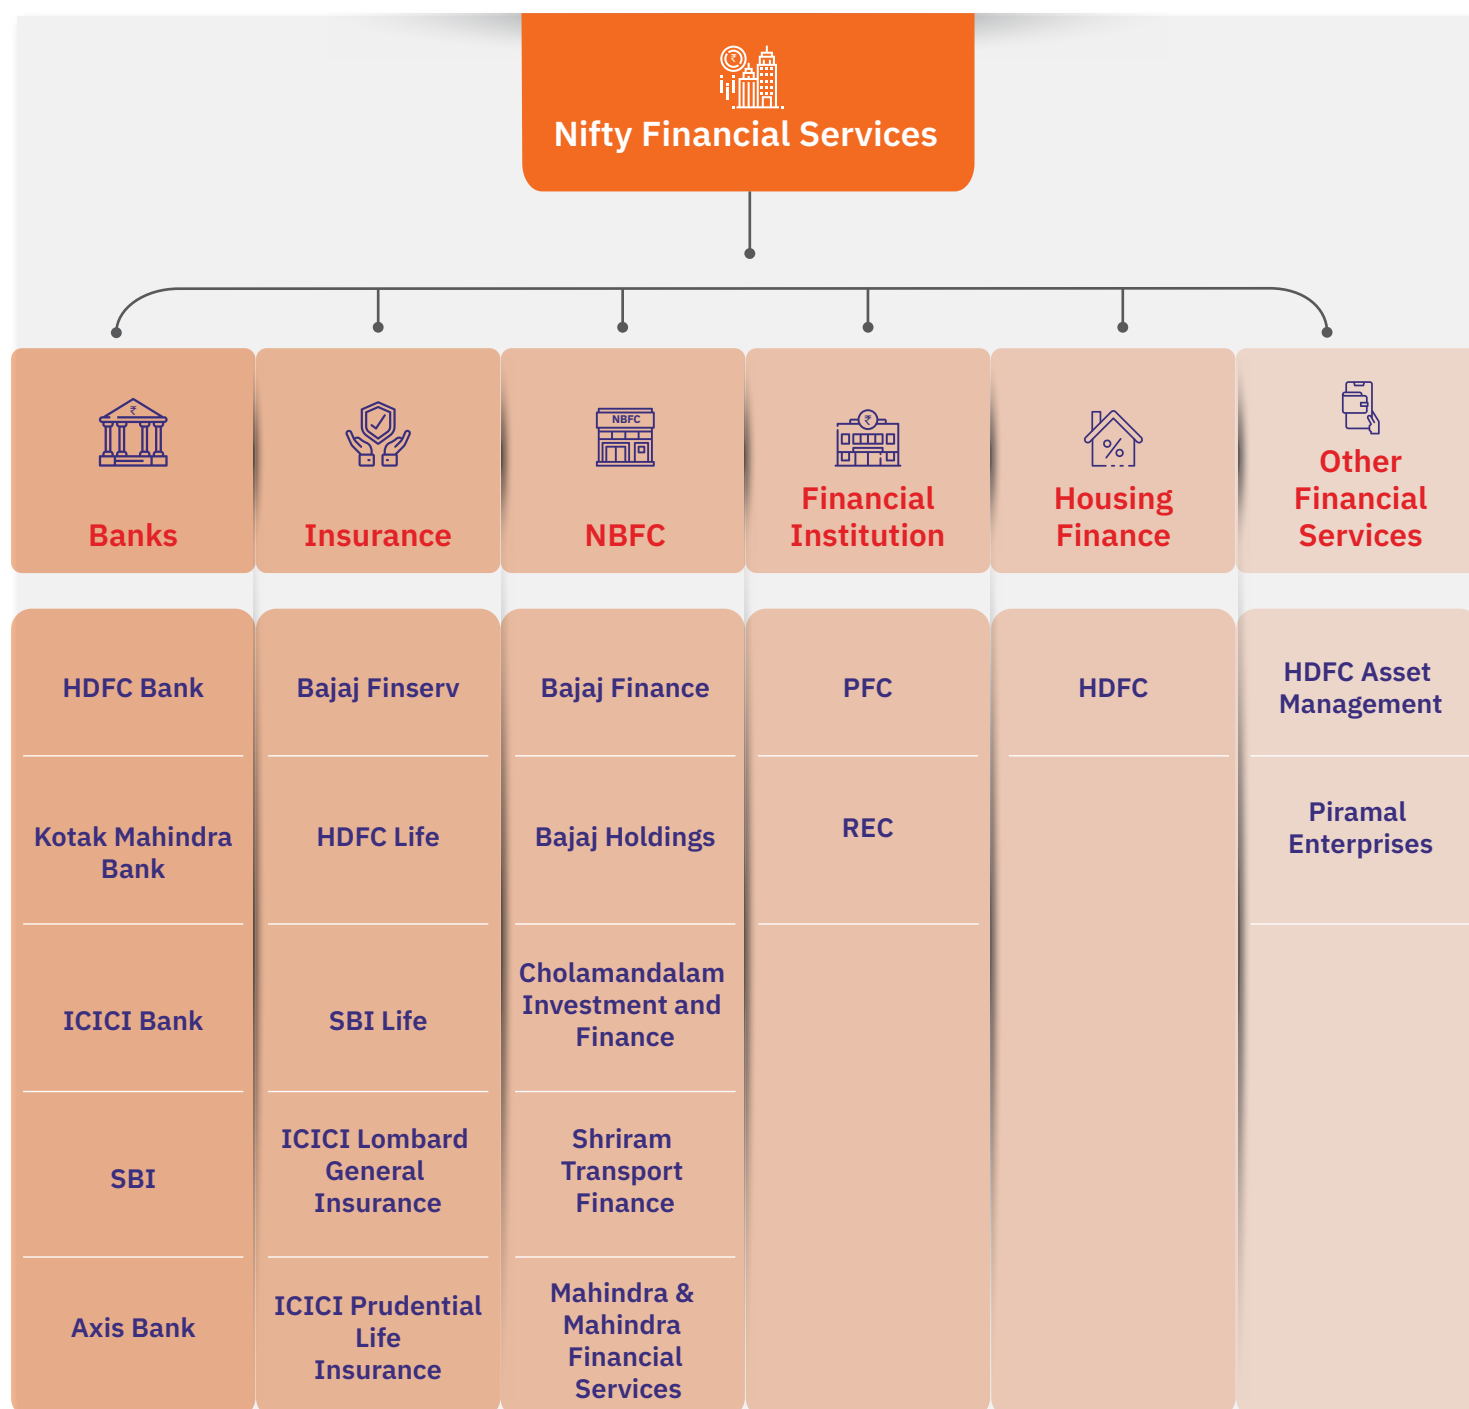 Nifty Financial Services
NBFC
Banks
Insurance
NBFC
Financial
Institution
Housing
Finance
Other
Financial
Services
HDFC Bank
Kotak Mahindra
Bank
ICICI Bank
SBI
Axis Bank
Bajaj Finserv
HDFC Life
SBI Life
ICICI Lombard
General
Insurance
ICICI Prudential
Life
Insurance
Bajaj Finance
Bajaj Holdings
Cholamandalam
Investment and
Finance
Shriram
Transport
Finance
Mahindra &
Mahindra
Financial
Services
PFC
REC
HDFC
HDFC Asset
Management
Piramal
Enterprises